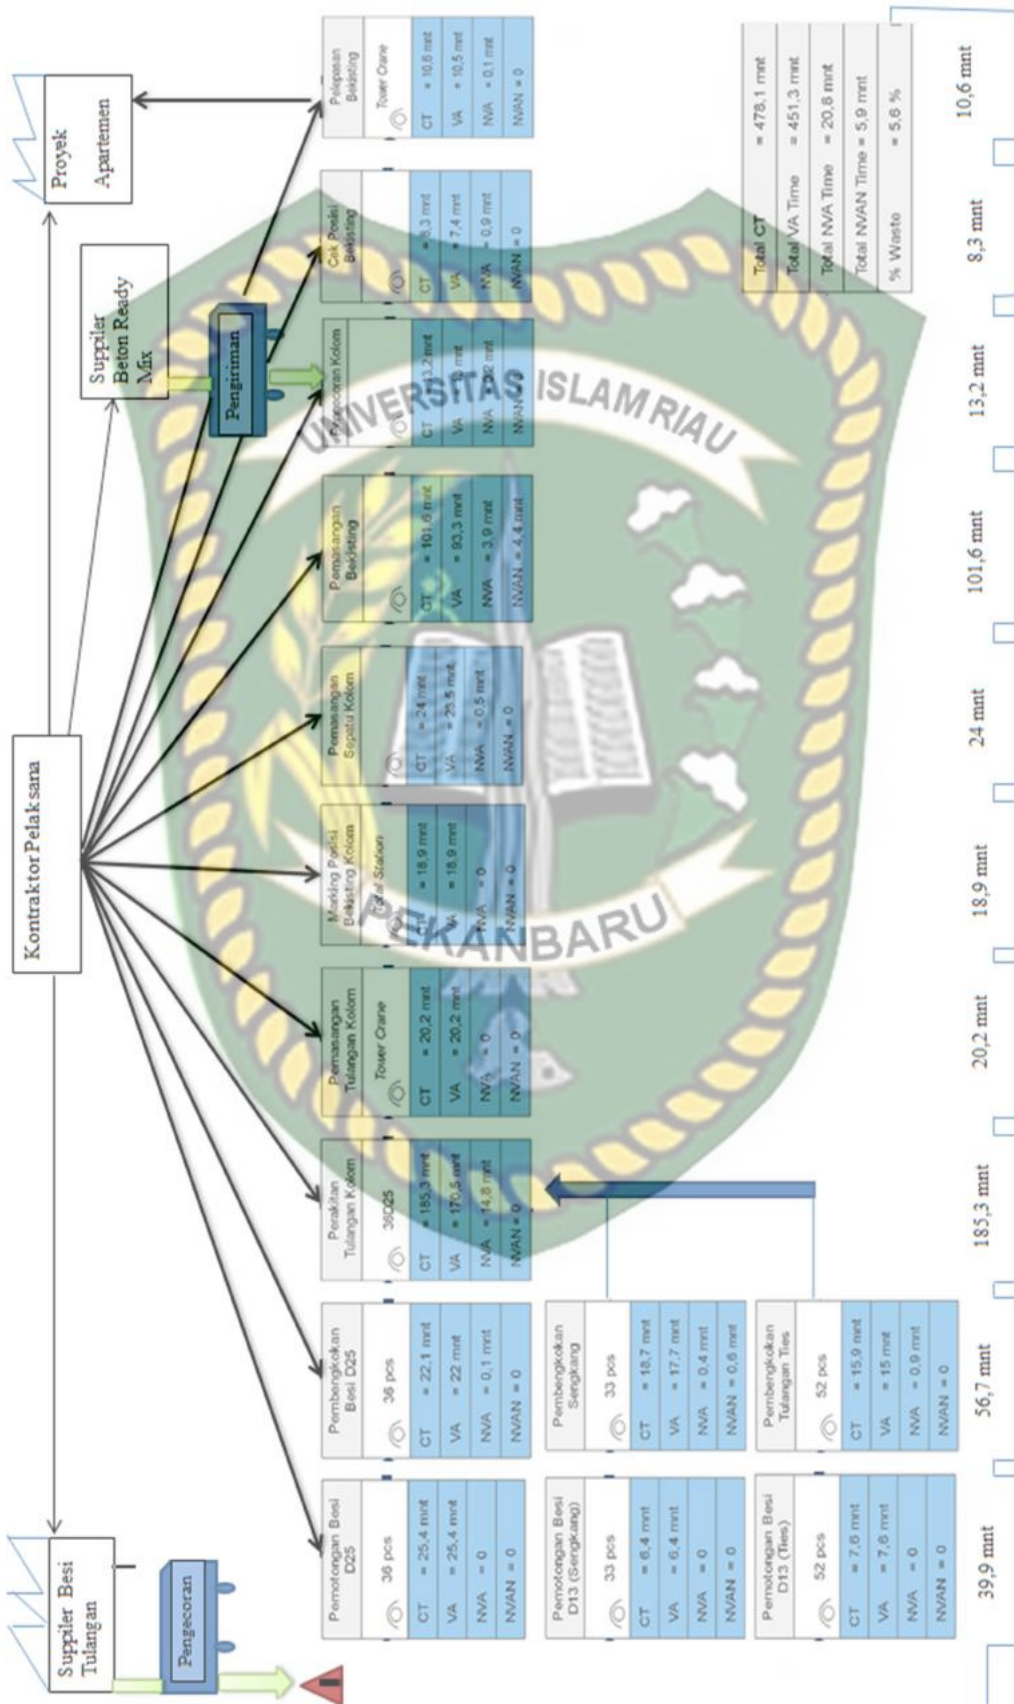 Kontraktor Pelaksana
Suppiler Besi
Tulangan
Pengecoran
Suppiler
Beton Ready
Mix
Pengiriman
Proyek
Apartemen
Pemotongan Besi
D25
36 pcs
CT = 25,4 mnt
VA = 25,4 mnt
NVA = 0
NVAN = 0
Pembengkokan
Besi D25
36 pcs
CT = 22,1 mnt
VA = 22 mnt
NVA = 0,1 mnt
NVAN = 0
Perakitan
Tulangan Kolom
36D25
CT = 185,3 mnt
VA = 170,5 mnt
NVA = 14,8 mnt
NVAN = 0
Pemasangan
Tulangan Kolom
Tower Crane
CT = 20,2 mnt
VA = 20,2 mnt
NVA = 0
NVAN = 0
Marking Posisi
Bekisting Kolom
Total Station
CT = 18,9 mnt
VA = 18,9 mnt
NVA = 0
NVAN = 0
Pemasangan
Sepatu Kolom
CT = 24 mnt
VA = 23,5 mnt
NVA = 0,5 mnt
NVAN = 0
Pemasangan
Bekisting
CT = 101,6 mnt
VA = 93,3 mnt
NVA = 3,9 mnt
NVAN = 4,4 mnt
Pengecoran Kolom
CT = 13,2 mnt
VA
NVA
NVAN = 0
Cek Posisi
Bekisting
CT = 8,3 mnt
VA = 7,4 mnt
NVA = 0,9 mnt
NVAN = 0
Pelepasan
Bekisting
Tower Crane
CT = 10,6 mnt
VA = 10,5 mnt
NVA = 0,1 mnt
NVAN = 0
Pemotongan Besi
D13 (Sengkang)
33 pcs
CT = 6,4 mnt
VA = 6,4 mnt
NVA = 0
NVAN = 0
Pembengkokan
Sengkang
33 pcs
CT = 18,7 mnt
VA = 17,7 mnt
NVA = 0,4 mnt
NVAN = 0,6 mnt
Pemotongan Besi
D13 (Ties)
52 pcs
CT = 7,6 mnt
VA = 7,6 mnt
NVA = 0
NVAN = 0
Pembengkokan
Tulangan Ties
52 pcs
CT = 15,9 mnt
VA = 15 mnt
NVA = 0,9 mnt
NVAN = 0
Total CT = 478,1 mnt
Total VA Time = 451,3 mnt
Total NVA Time = 20,8 mnt
Total NVAN Time = 5,9 mnt
% Waste = 5,6 %
39,9 mnt
56,7 mnt
185,3 mnt
20,2 mnt
18,9 mnt
24 mnt
101,6 mnt
13,2 mnt
8,3 mnt
10,6 mnt
UNIVERSITAS ISLAM RIAU
PEKANBARU